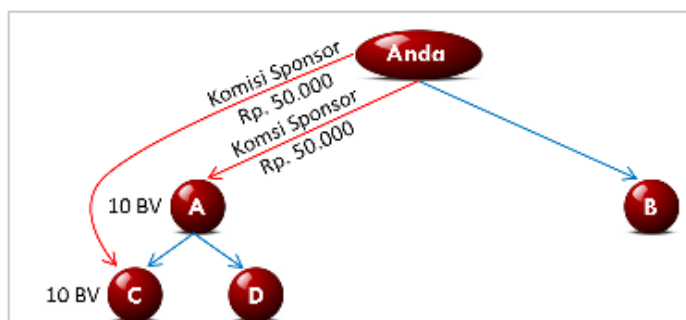 Anda
Komisi Sponsor
Rp. 50.000
Komsi Sponsor
Rp. 50.000
10 BV
A
B
10 BV
C
D